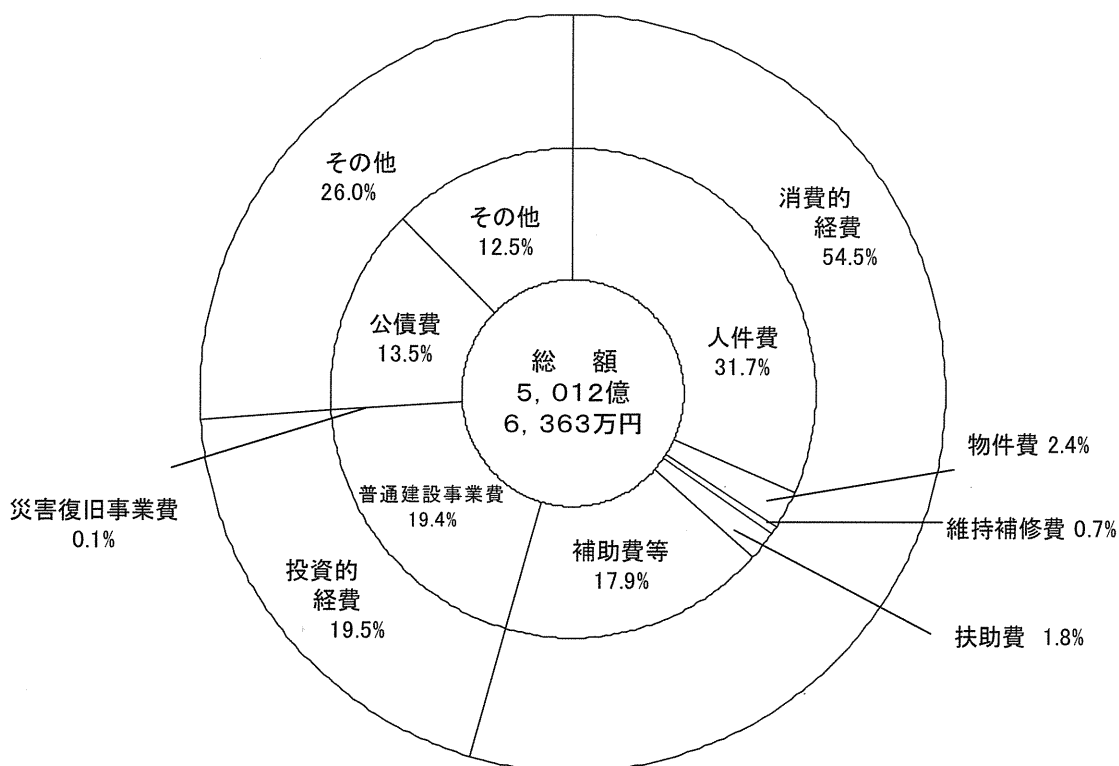 その他
26.0%
その他
12.5%
消費的
経費
54.5%
公債費
13.5%
人件費
31.7%
総 額
5,012億
6,363万円
物件費 2.4%
普通建設事業費
19.4%
災害復旧事業費
0.1%
維持補修費 0.7%
補助費等
17.9%
投資的
経費
19.5%
扶助費 1.8%